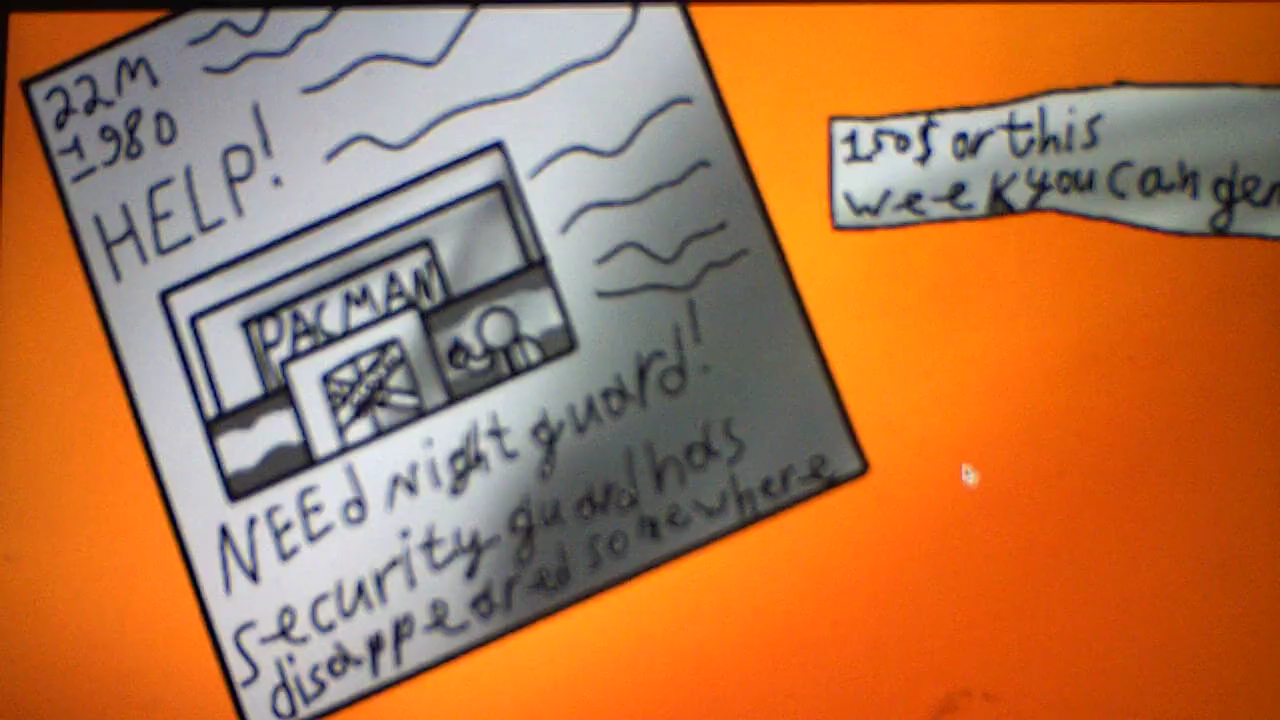 22M
1980
HELP!
PACMAN
NEEd Night guard!
security guard has
disappeared somewhere
150$ or this
week you can